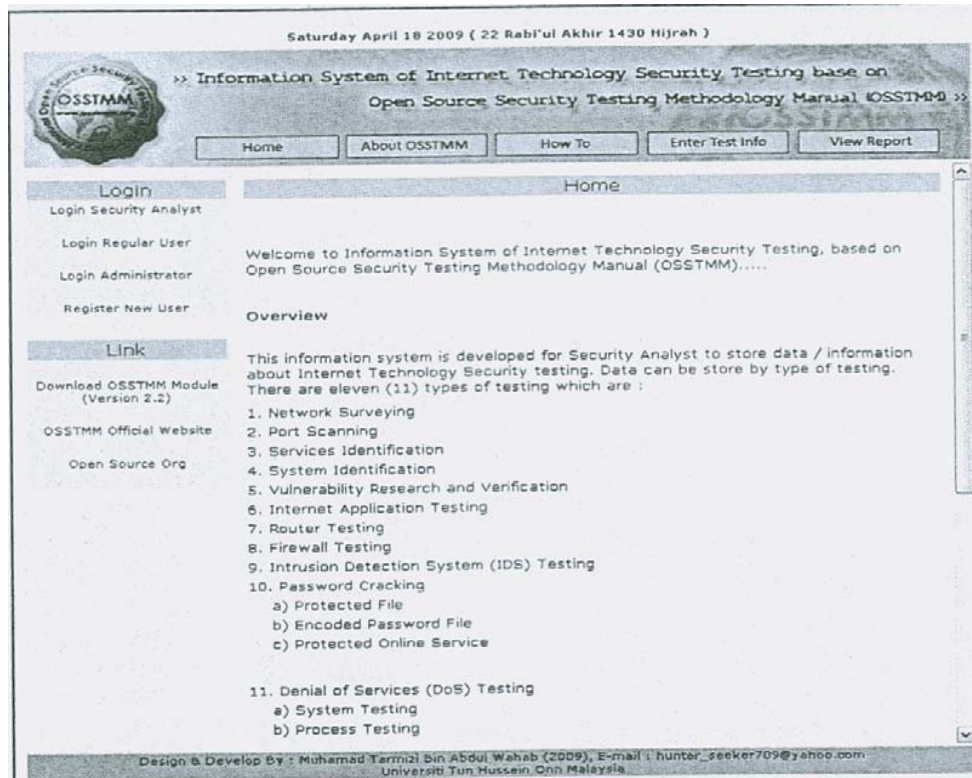 Saturday April 18 2009 ( 22 Rabi'ul Akhir 1430 Hijrah )
>> Information System of Internet Technology Security Testing base on
Open Source Security Testing Methodology Manual (OSSTMM) >>
OSSTMM
Home
About OSSTMM
How To
Enter Test Info
View Report
Login
Login Security Analyst
Login Regular User
Login Administrator
Register New User
Link
Download OSSTMM Module
(Version 2.2)
OSSTMM Official Website
Open Source Org
Home
Welcome to Information System of Internet Technology Security Testing, based on
Open Source Security Testing Methodology Manual (OSSTMM).....
Overview
This information system is developed for Security Analyst to store data / information
about Internet Technology Security testing. Data can be store by type of testing.
There are eleven (11) types of testing which are :
1. Network Surveying
2. Port Scanning
3. Services Identification
4. System Identification
5. Vulnerability Research and Verification
6. Internet Application Testing
7. Router Testing
8. Firewall Testing
9. Intrusion Detection System (IDS) Testing
10. Password Cracking
a) Protected File
b) Encoded Password File
c) Protected Online Service
11. Denial of Services (DoS) Testing
a) System Testing
b) Process Testing
Design & Develop By : Muhamad Tarmizi bin Abdul Wahab (2009), E-mail : hunter_seeker709@yahoo.com
Universiti Tun Hussein Onn Malaysia